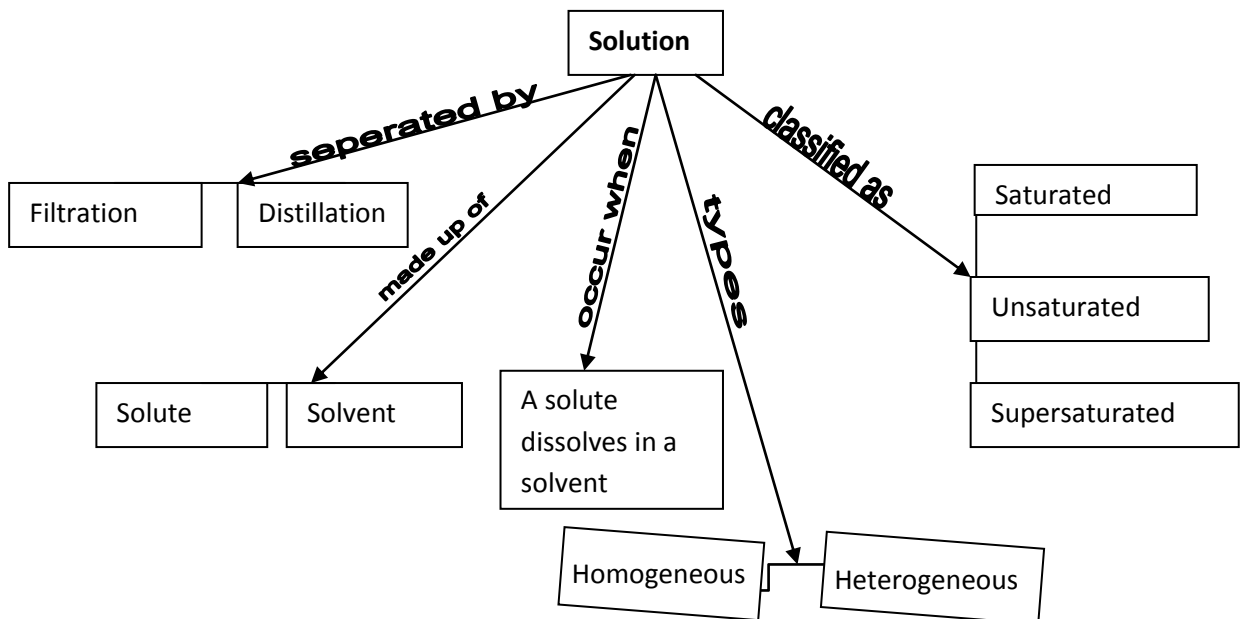 Solution
seperated by
made up of
occur when
types
classified as
Filtration
Distillation
Solute
Solvent
A solute
dissolves in a
solvent
Homogeneous
Heterogeneous
Saturated
Unsaturated
Supersaturated